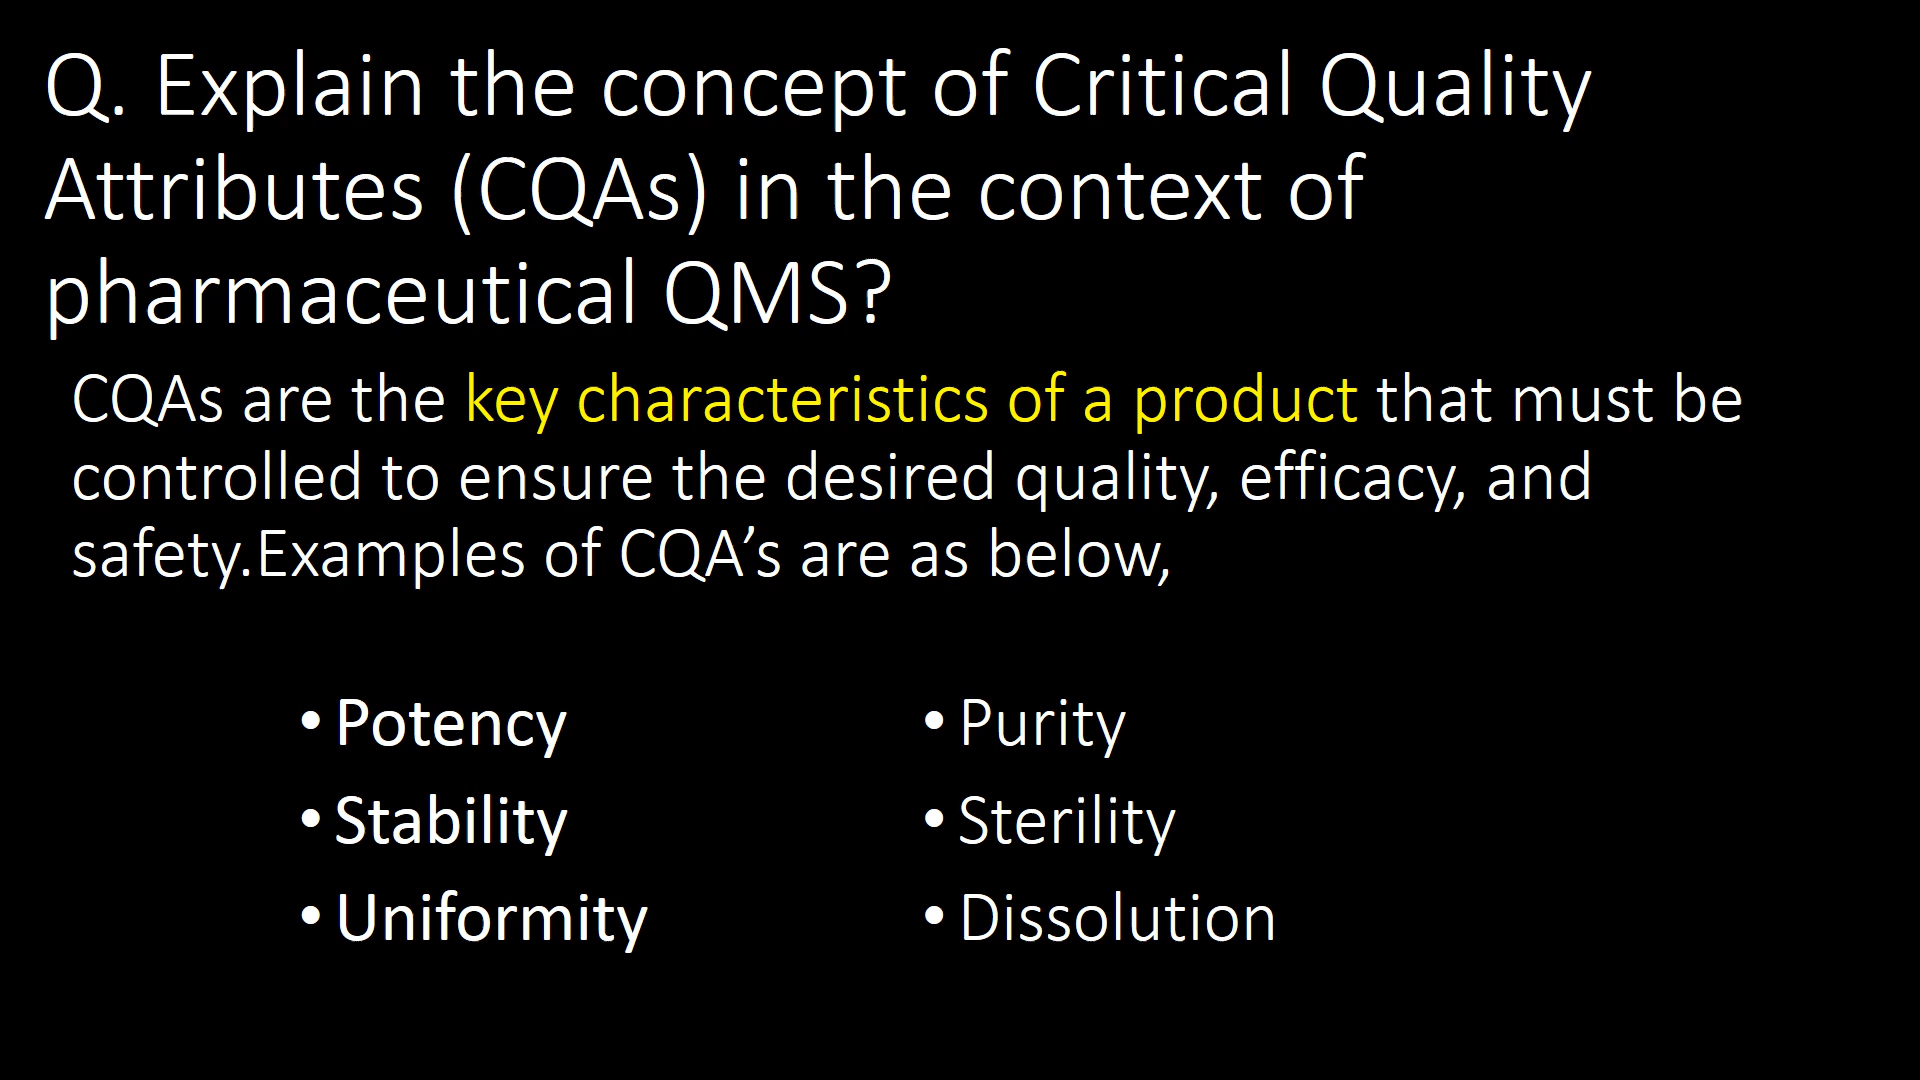 Q. Explain the concept of Critical Quality
Attributes (CQAs) in the context of
pharmaceutical QMS?
CQAs are the key characteristics of a product that must be
controlled to ensure the desired quality, efficacy, and
safety.Examples of CQA’s are as below,
• Potency
• Stability
• Uniformity
• Purity
• Sterility
• Dissolution